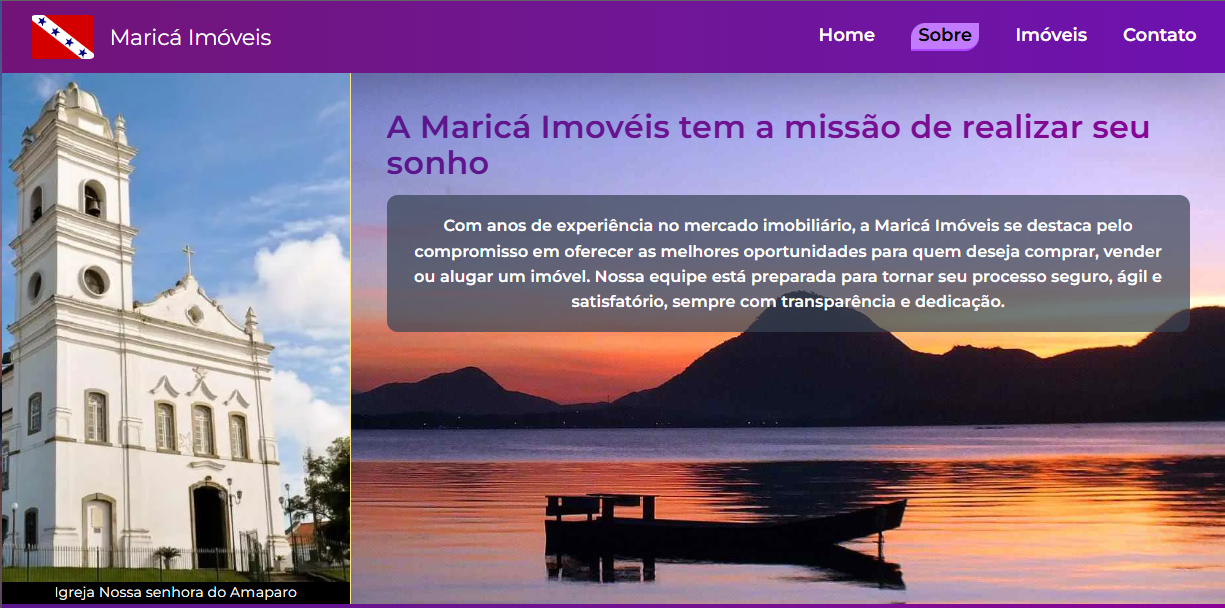 Maricá Imóveis
Home
Sobre
Imóveis
Contato
A Maricá Imovéis tem a missão de realizar seu
sonho
Com anos de experiência no mercado imobiliário, a Maricá Imóveis se destaca pelo
compromisso em oferecer as melhores oportunidades para quem deseja comprar, vender
ou alugar um imóvel. Nossa equipe está preparada para tornar seu processo seguro, ágil e
satisfatório, sempre com transparência e dedicação.
Igreja Nossa senhora do Amaparo